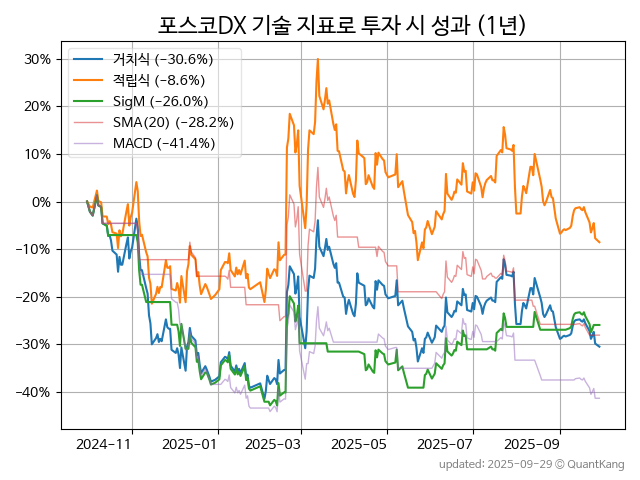 포스코DX 기술 지표로 투자 시 성과 (1년)
거치식 (−30.6%)
적립식 (−8.6%)
SigM (−26.0%)
SMA(20) (−28.2%)
MACD (−41.4%)
30%
20%
10%
0%
−10%
−20%
−30%
−40%
2024-11 2025-01 2025-03 2025-05 2025-07 2025-09
updated: 2025-09-29 © QuantKang